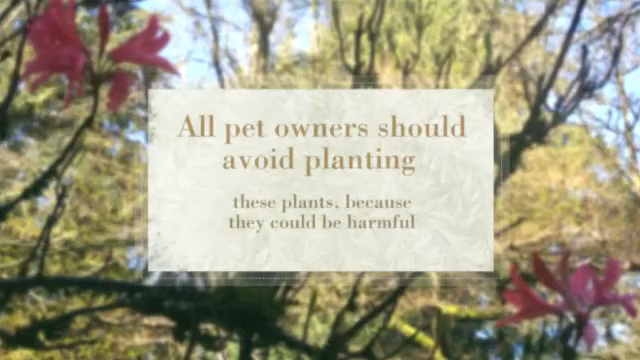 All pet owners should
avoid planting
these plants, because
they could be harmful